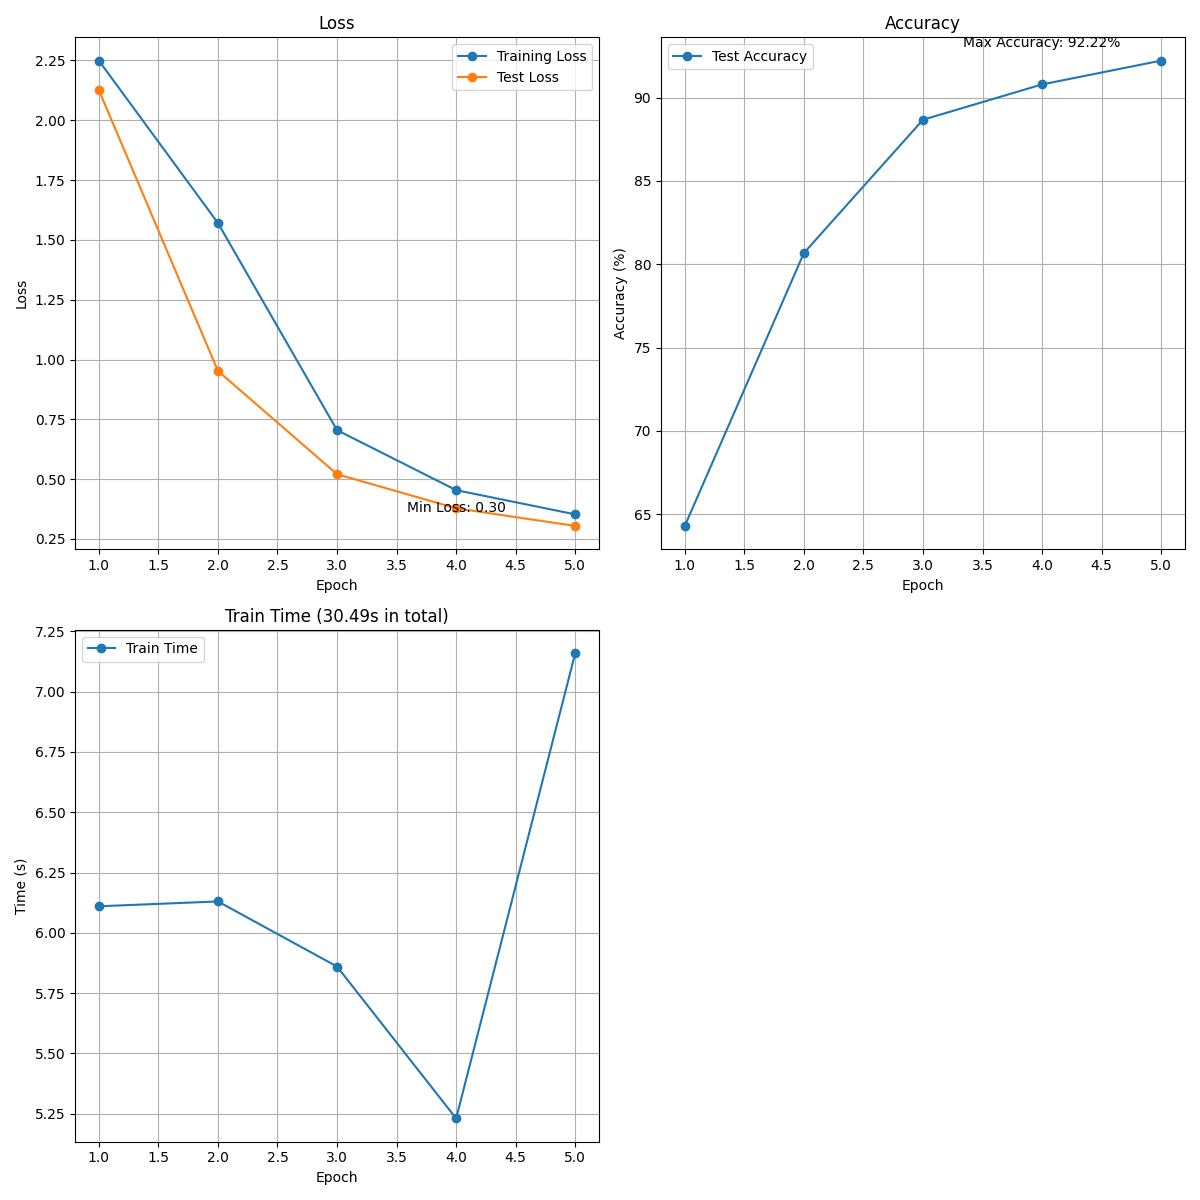 Loss
Training Loss
Test Loss
Min Loss: 0.30
2.25
2.00
1.75
1.50
1.25
1.00
0.75
0.50
0.25
Loss
1.0 1.5 2.0 2.5 3.0 3.5 4.0 4.5 5.0
Epoch
Accuracy
Max Accuracy: 92.22%
Test Accuracy
90
85
80
75
70
65
Accuracy (%)
1.0 1.5 2.0 2.5 3.0 3.5 4.0 4.5 5.0
Epoch
Train Time (30.49s in total)
Train Time
7.25
7.00
6.75
6.50
6.25
6.00
5.75
5.50
5.25
Time (s)
1.0 1.5 2.0 2.5 3.0 3.5 4.0 4.5 5.0
Epoch